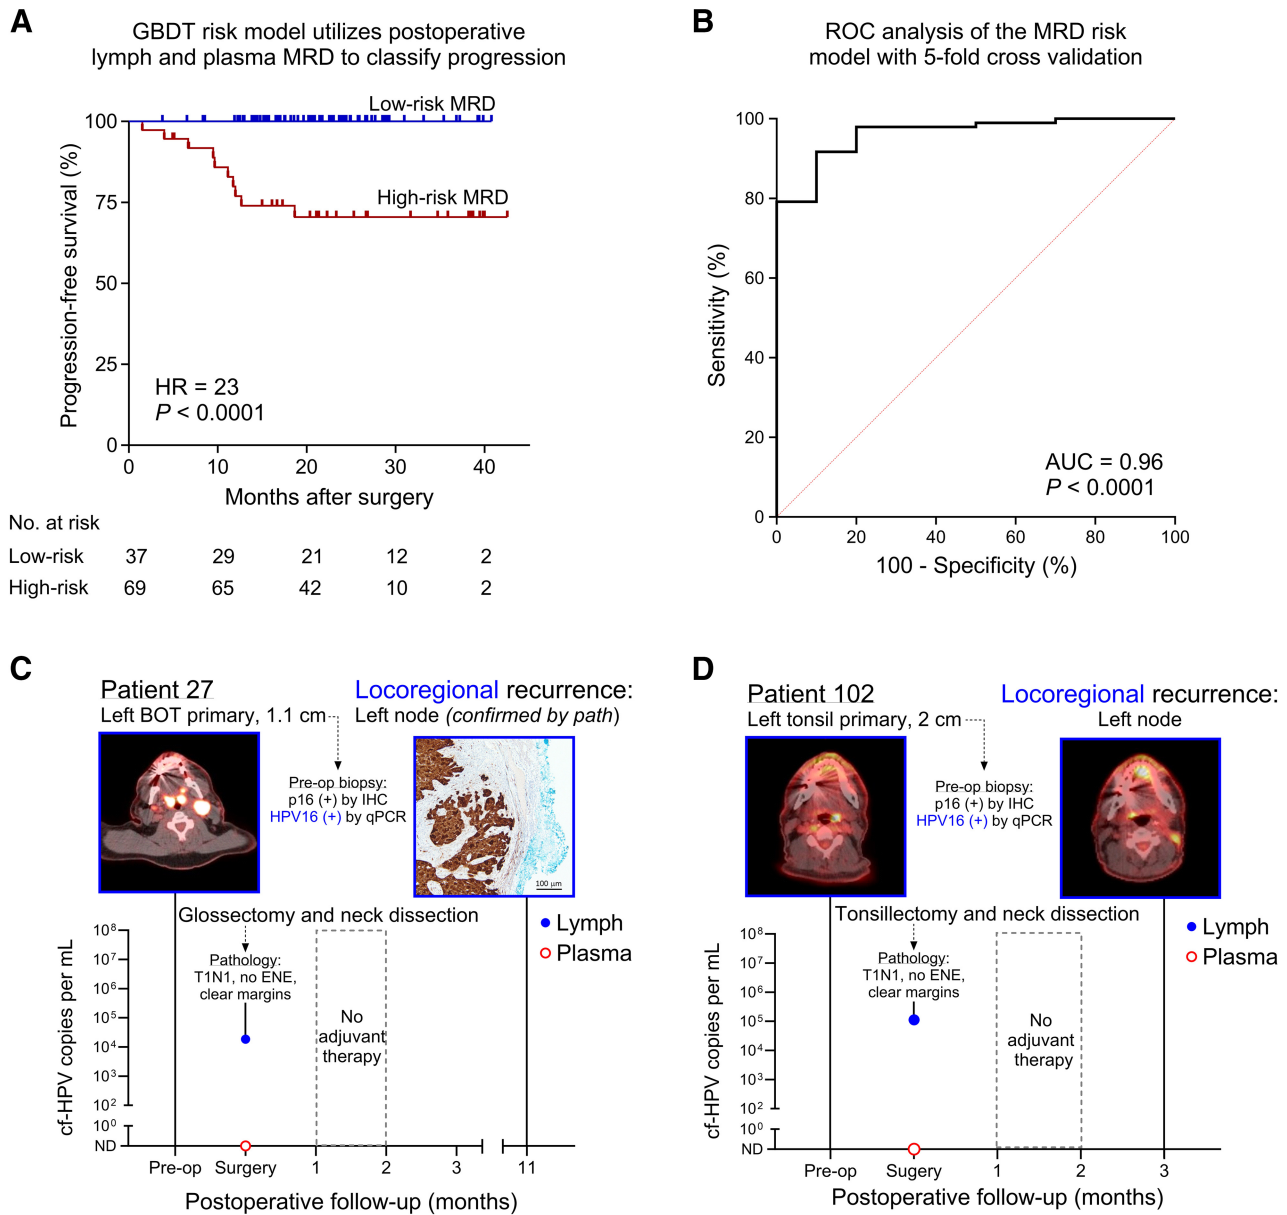 A
GBDT risk model utilizes postoperative
lymph and plasma MRD to classify progression
Low-risk MRD
High-risk MRD
Progression-free survival (%)
100
75
50
25
0
HR = 23
P < 0.0001
0 10 20 30 40
Months after surgery
No. at risk
Low-risk 37 29 21 12 2
High-risk 69 65 42 10 2
B
ROC analysis of the MRD risk
model with 5-fold cross validation
Sensitivity (%)
100
80
60
40
20
0
AUC = 0.96
P < 0.0001
0 20 40 60 80 100
100 - Specificity (%)
C
Patient 27
Left BOT primary, 1.1 cm
Locoregional recurrence:
Left node (confirmed by path)
Pre-op biopsy:
p16 (+) by IHC
HPV16 (+) by qPCR
100 µm
Glossectomy and neck dissection
Pathology:
T1N1, no ENE,
clear margins
No
adjuvant
therapy
Lymph
Plasma
cf-HPV copies per mL
10⁸
10⁷
10⁶
10⁵
10⁴
10³
10²
10⁰
ND
Pre-op Surgery 1 2 3 11
Postoperative follow-up (months)
D
Patient 102
Left tonsil primary, 2 cm
Locoregional recurrence:
Left node
Pre-op biopsy:
p16 (+) by IHC
HPV16 (+) by qPCR
Tonsillectomy and neck dissection
Pathology:
T1N1, no ENE,
clear margins
No
adjuvant
therapy
Lymph
Plasma
cf-HPV copies per mL
10⁸
10⁷
10⁶
10⁵
10⁴
10³
10²
10⁰
ND
Pre-op Sugery 1 2 3
Postoperative follow-up (months)